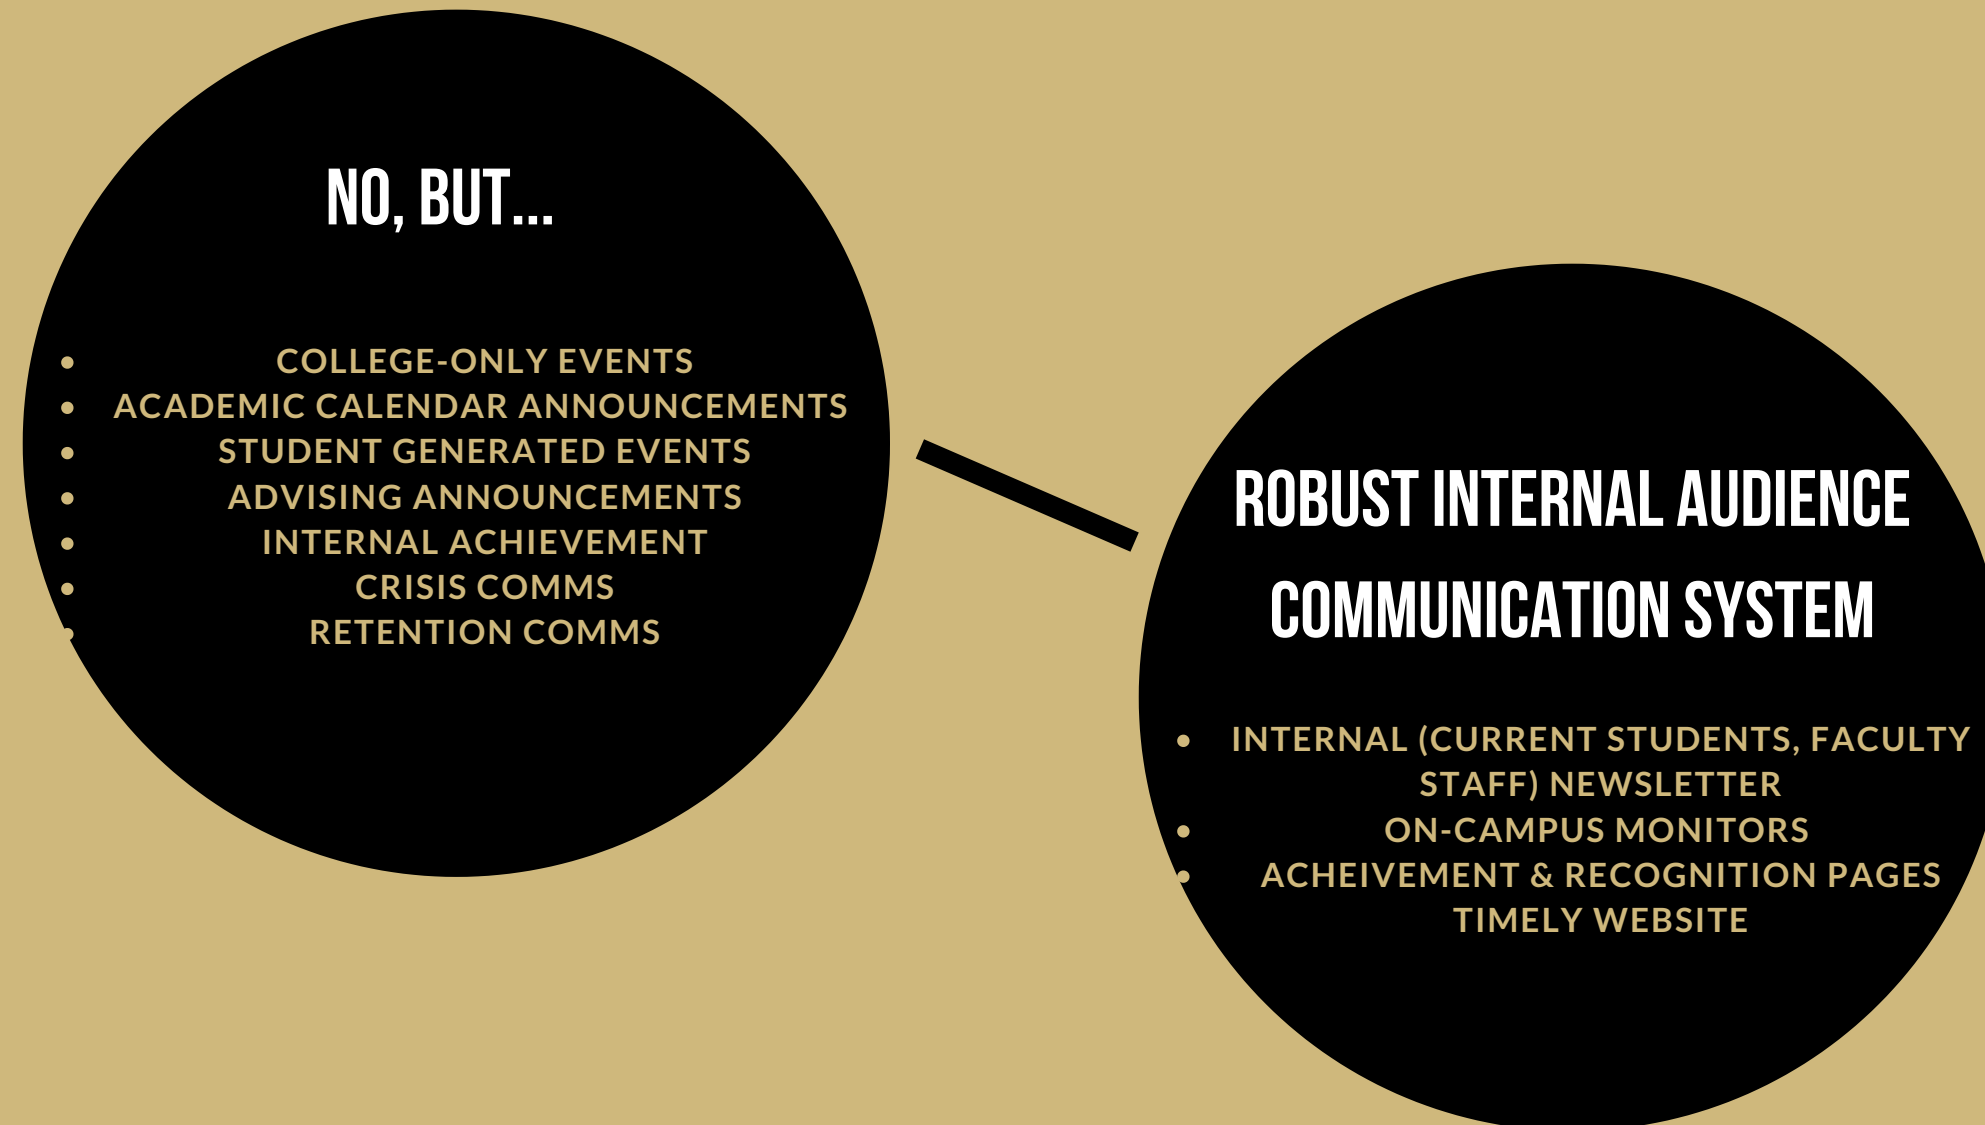 NO, BUT...
• COLLEGE-ONLY EVENTS
• ACADEMIC CALENDAR ANNOUNCEMENTS
• STUDENT GENERATED EVENTS
• ADVISING ANNOUNCEMENTS
• INTERNAL ACHIEVEMENT
• CRISIS COMMS
• RETENTION COMMS
ROBUST INTERNAL AUDIENCE
COMMUNICATION SYSTEM
• INTERNAL (CURRENT STUDENTS, FACULTY
STAFF) NEWSLETTER
• ON-CAMPUS MONITORS
• ACHEIVEMENT & RECOGNITION PAGES
TIMELY WEBSITE